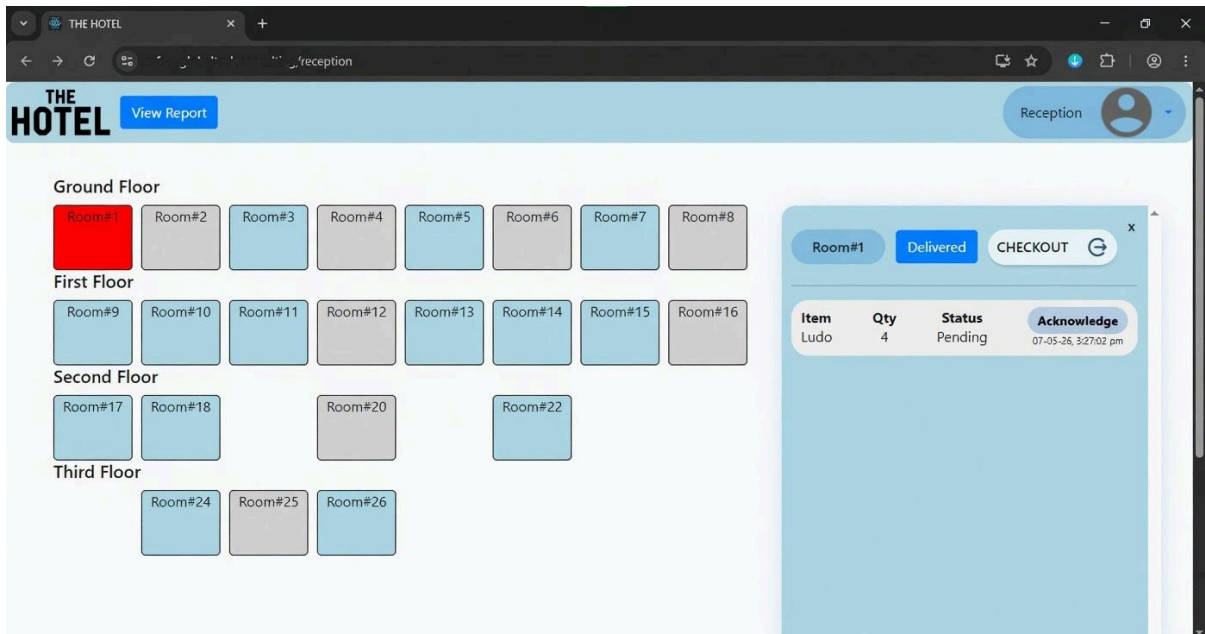 THE HOTEL
/reception
THE
HOTEL
View Report
Reception
Ground Floor
Room#1 Room#2 Room#3 Room#4 Room#5 Room#6 Room#7 Room#8
First Floor
Room#9 Room#10 Room#11 Room#12 Room#13 Room#14 Room#15 Room#16
Second Floor
Room#17 Room#18 Room#20 Room#22
Third Floor
Room#24 Room#25 Room#26
x
Room#1 Delivered CHECKOUT
Item Qty Status Acknowledge
Ludo 4 Pending 07-05-26, 3:27:02 pm